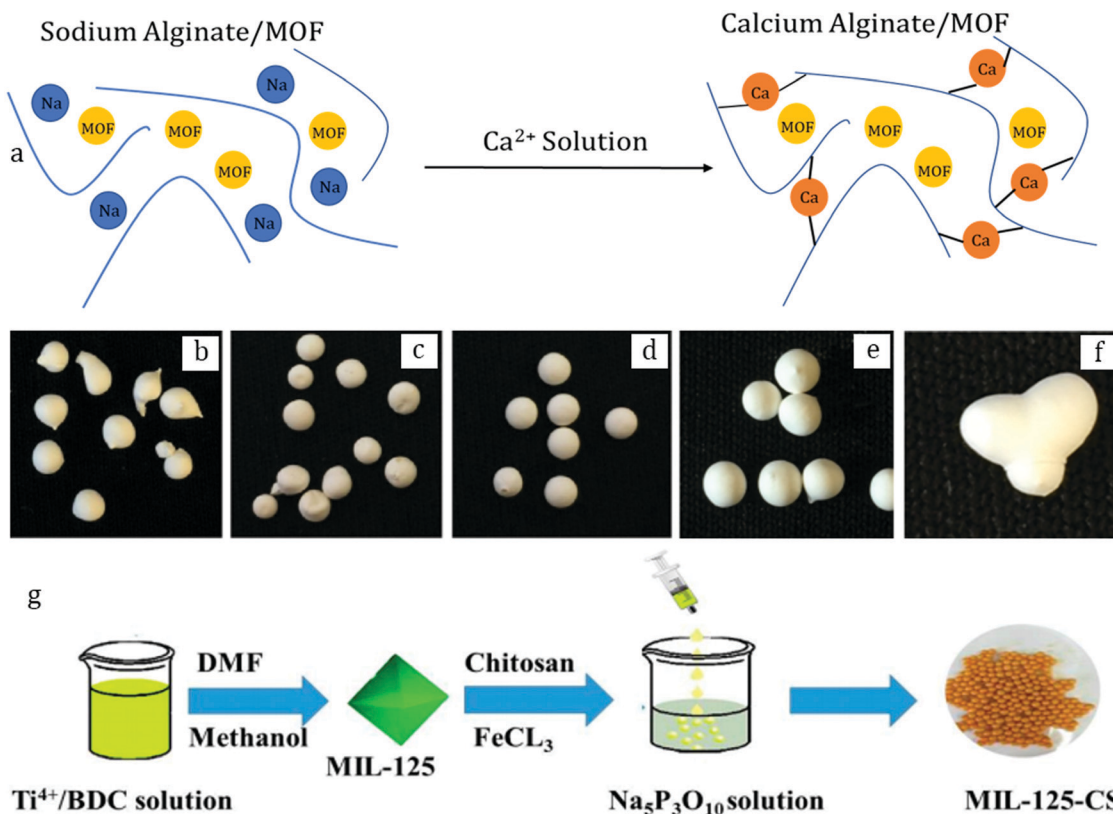 Sodium Alginate/MOF
Calcium Alginate/MOF
a
Na
MOF
MOF
Na
MOF
MOF
Na
Na
Na
Ca²⁺ Solution
Ca
MOF
MOF
Ca
MOF
MOF
Ca
Ca
Ca
b
c
d
e
f
g
DMF
Methanol
Chitosan
FeCL₃
MIL-125
Ti⁴⁺/BDC solution
Na₅P₃O₁₀ solution
MIL-125-CS